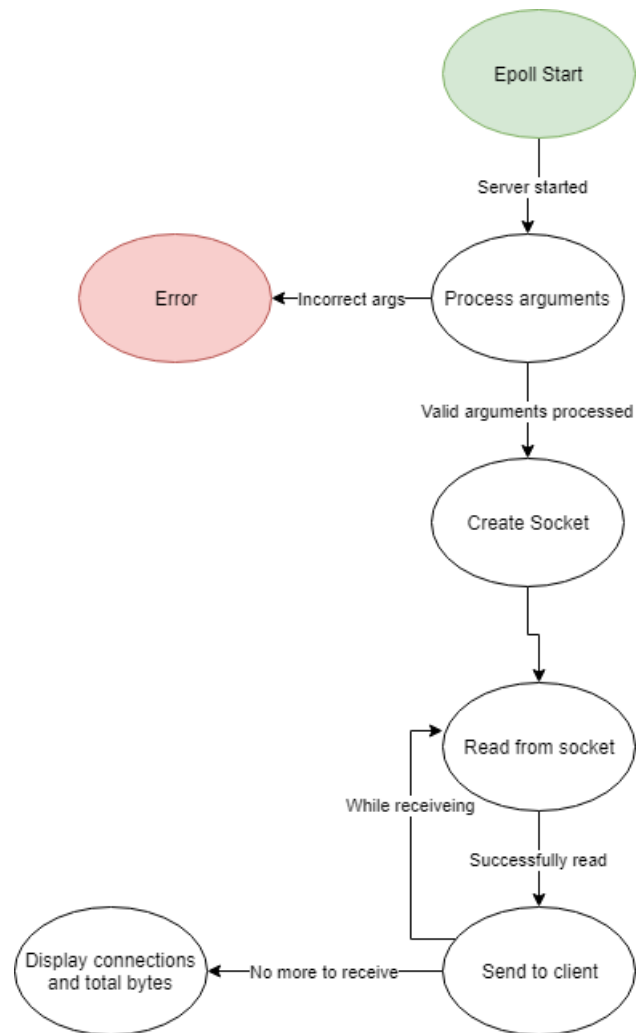 Epoll Start
Server started
Error
Incorrect args
Process arguments
Valid arguments processed
Create Socket
Read from socket
While receiveing
Successfully read
Display connections
and total bytes
No more to receive
Send to client